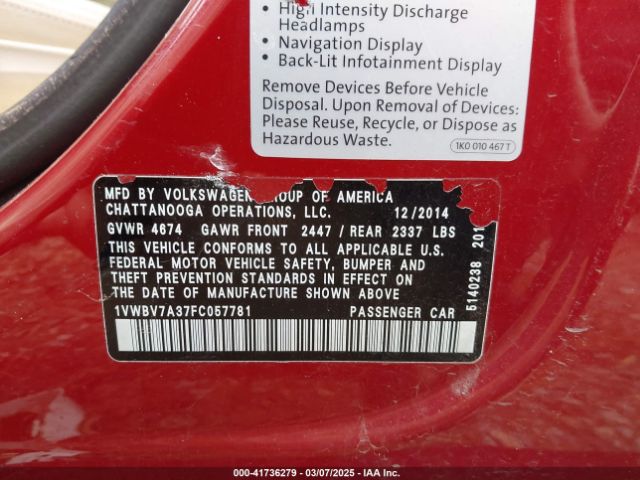 • High Intensity Discharge
Headlamps
• Navigation Display
• Back-Lit Infotainment Display
Remove Devices Before Vehicle
Disposal. Upon Removal of Devices:
Please Reuse, Recycle, or Dispose as
Hazardous Waste.
1K0 010 467 T
MFD BY VOLKSWAGEN GROUP OF AMERICA
CHATTANOOGA OPERATIONS, LLC. 12/2014
GVWR 4674 GAWR FRONT 2447 / REAR 2337 LBS
THIS VEHICLE CONFORMS TO ALL APPLICABLE U.S.
FEDERAL MOTOR VEHICLE SAFETY, BUMPER AND
THEFT PREVENTION STANDARDS IN EFFECT ON
THE DATE OF MANUFACTURE SHOWN ABOVE
1VWBV7A37FC057781 PASSENGER CAR
5140238 201
00-41736279 - 03/07/2025 - IAA Inc.